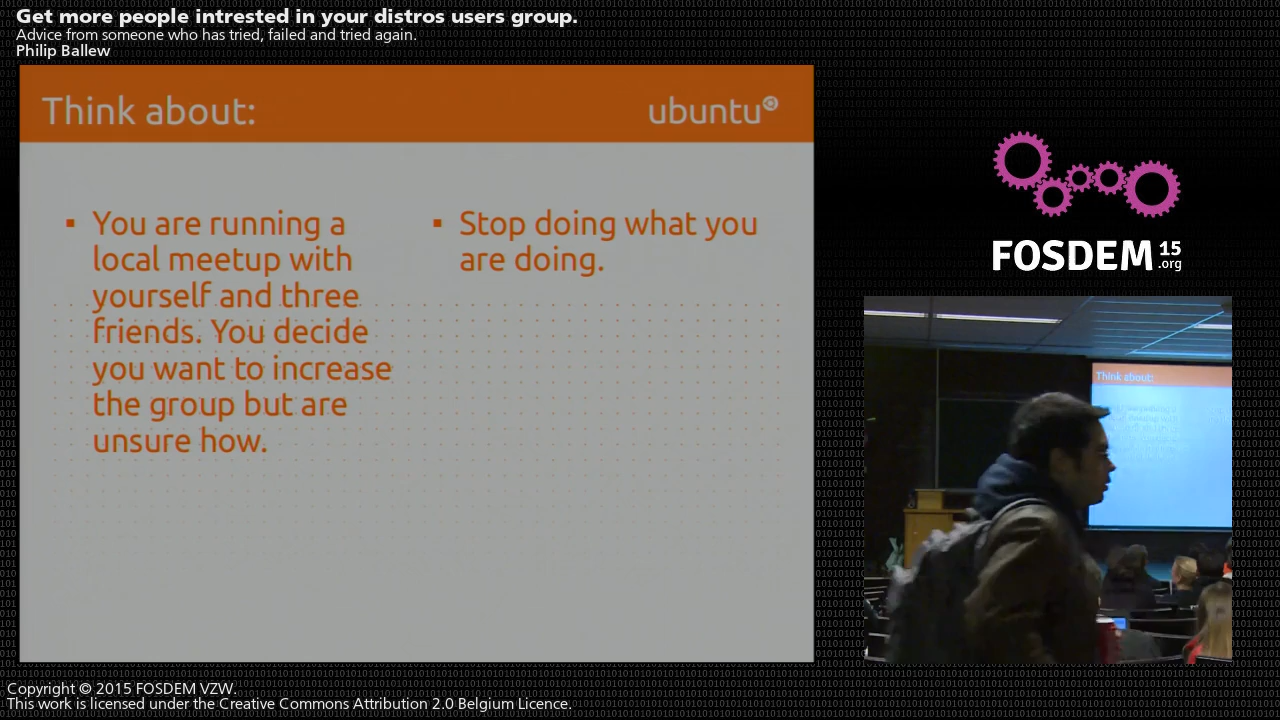 Get more people intrested in your distros users group.
Advice from someone who has tried, failed and tried again.
Philip Ballew
Think about:
ubuntu
You are running a
local meetup with
yourself and three
friends. You decide
you want to increase
the group but are
unsure how.
Stop doing what you
are doing.
FOSDEM 15
.org
Think about:
Copyright © 2015 FOSDEM VZW.
This work is licensed under the Creative Commons Attribution 2.0 Belgium Licence.